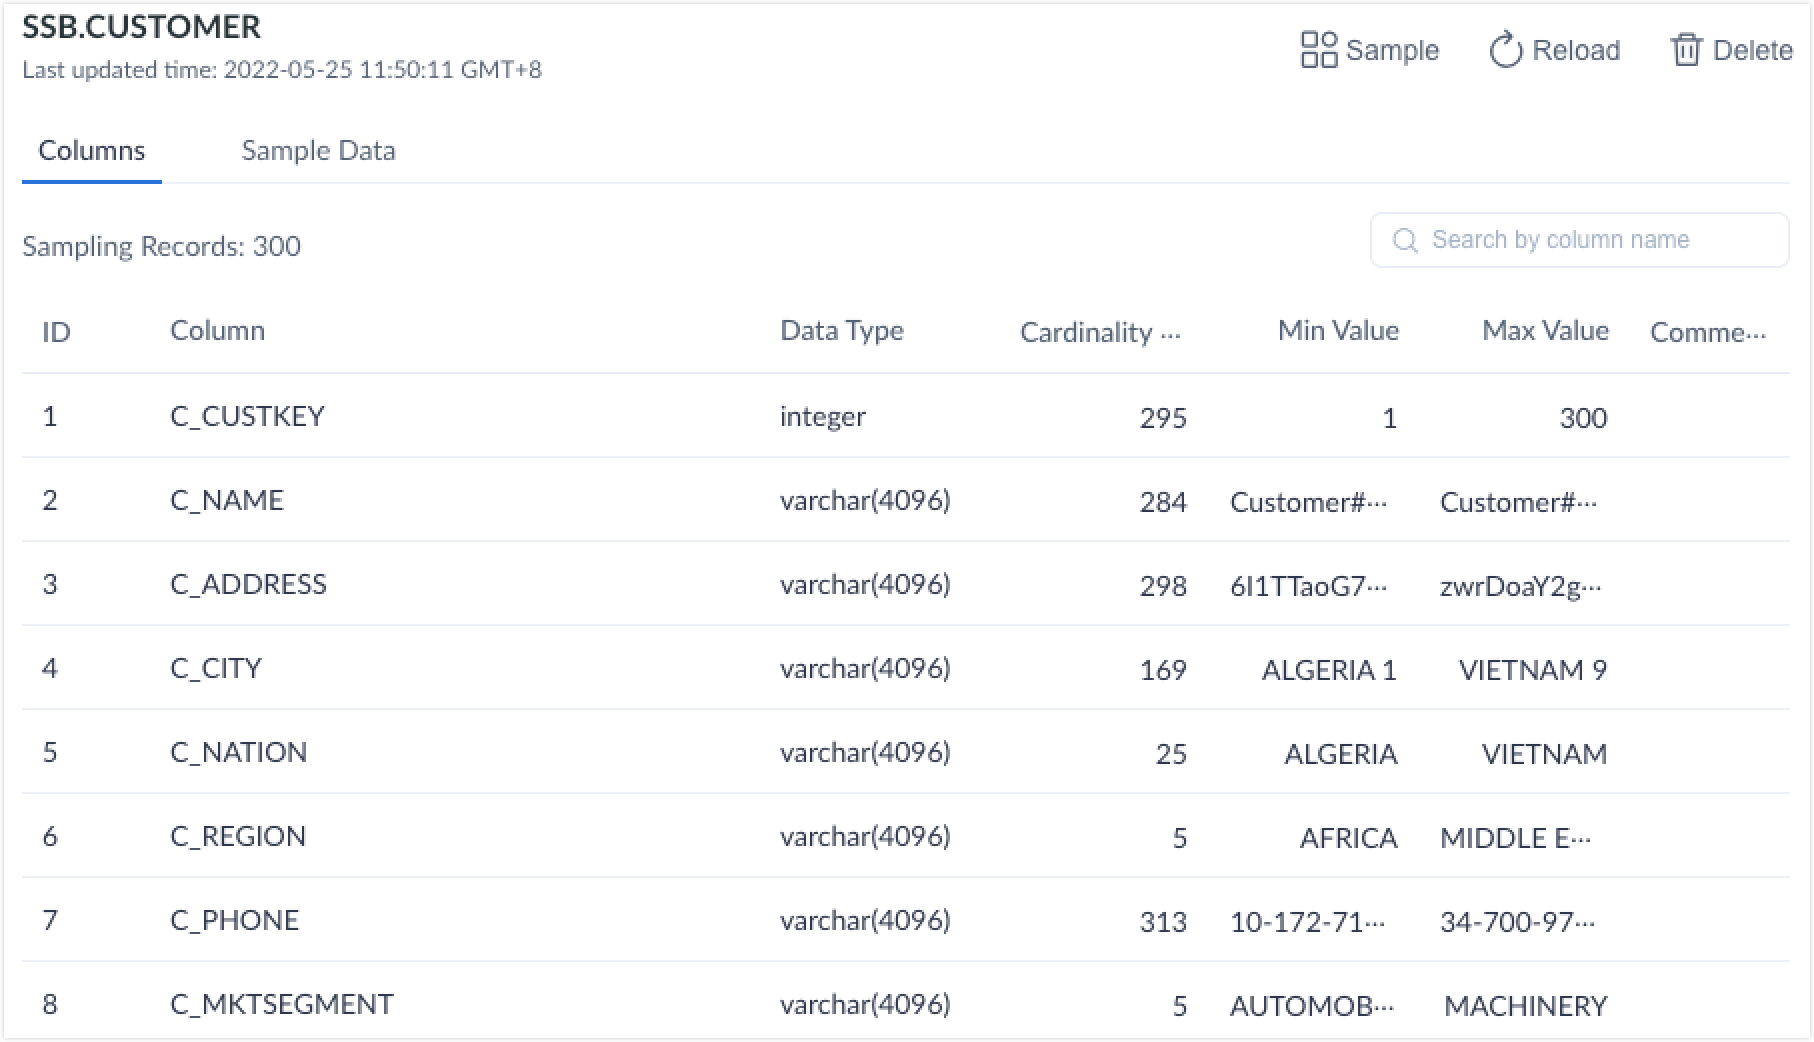 SSB.CUSTOMER
Last updated time: 2022-05-25 11:50:11 GMT+8
Sample Reload Delete
Columns Sample Data
Sampling Records: 300
Search by column name
ID Column Data Type Cardinality ··· Min Value Max Value Comme···
1 C_CUSTKEY integer 295 1 300
2 C_NAME varchar(4096) 284 Customer#··· Customer#···
3 C_ADDRESS varchar(4096) 298 6I1TTaoG7··· zwrDoaY2g···
4 C_CITY varchar(4096) 169 ALGERIA 1 VIETNAM 9
5 C_NATION varchar(4096) 25 ALGERIA VIETNAM
6 C_REGION varchar(4096) 5 AFRICA MIDDLE E···
7 C_PHONE varchar(4096) 313 10-172-71··· 34-700-97···
8 C_MKTSEGMENT varchar(4096) 5 AUTOMOB··· MACHINERY